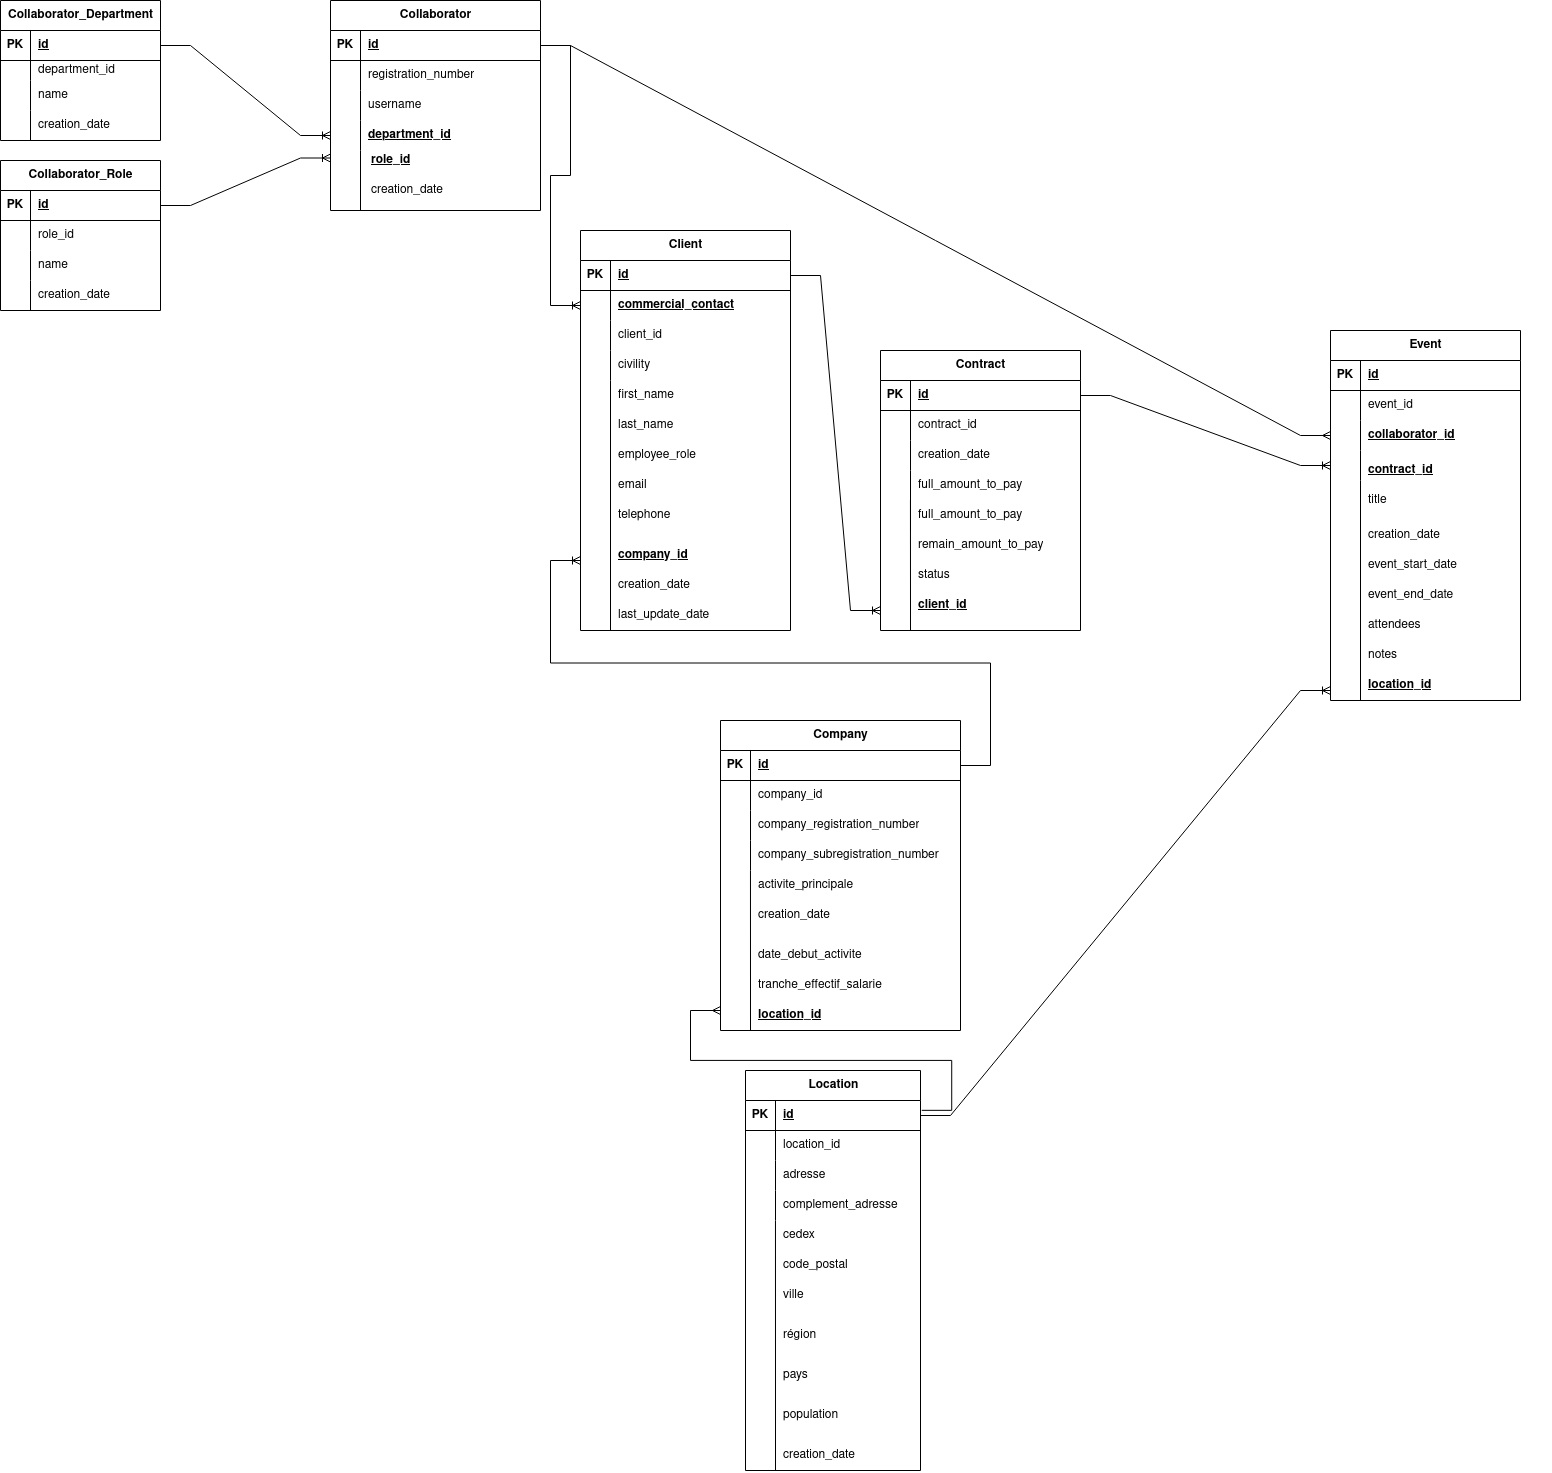 Collaborator_Department
PK id
department_id
name
creation_date
Collaborator_Role
PK id
role_id
name
creation_date
Collaborator
PK id
registration_number
username
department_id
role_id
creation_date
Client
PK id
commercial_contact
client_id
civility
first_name
last_name
employee_role
email
telephone
company_id
creation_date
last_update_date
Contract
PK id
contract_id
creation_date
full_amount_to_pay
full_amount_to_pay
remain_amount_to_pay
status
client_id
Event
PK id
event_id
collaborator_id
contract_id
title
creation_date
event_start_date
event_end_date
attendees
notes
location_id
Company
PK id
company_id
company_registration_number
company_subregistration_number
activite_principale
creation_date
date_debut_activite
tranche_effectif_salarie
location_id
Location
PK id
location_id
adresse
complement_adresse
cedex
code_postal
ville
région
pays
population
creation_date